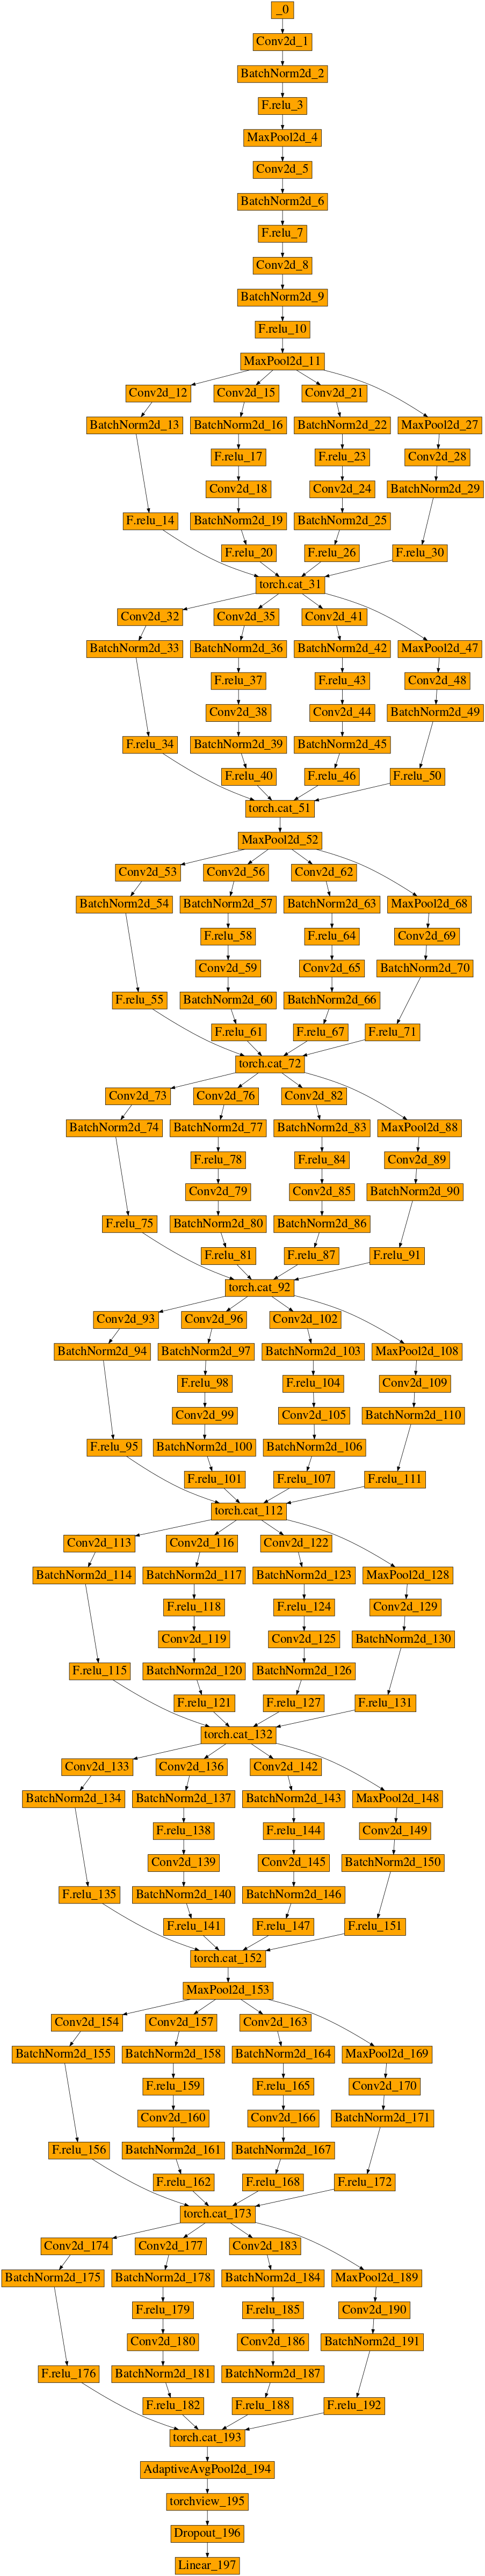 _0
Conv2d_1
BatchNorm2d_2
F.relu_3
MaxPool2d_4
Conv2d_5
BatchNorm2d_6
F.relu_7
Conv2d_8
BatchNorm2d_9
F.relu_10
MaxPool2d_11
Conv2d_12 Conv2d_15 Conv2d_21
BatchNorm2d_13 BatchNorm2d_16 BatchNorm2d_22 MaxPool2d_27
F.relu_17 F.relu_23 Conv2d_28
Conv2d_18 Conv2d_24 BatchNorm2d_29
F.relu_14 BatchNorm2d_19 BatchNorm2d_25
F.relu_20 F.relu_26 F.relu_30
torch.cat_31
Conv2d_32 Conv2d_35 Conv2d_41
BatchNorm2d_33 BatchNorm2d_36 BatchNorm2d_42 MaxPool2d_47
F.relu_37 F.relu_43 Conv2d_48
Conv2d_38 Conv2d_44 BatchNorm2d_49
F.relu_34 BatchNorm2d_39 BatchNorm2d_45
F.relu_40 F.relu_46 F.relu_50
torch.cat_51
MaxPool2d_52
Conv2d_53 Conv2d_56 Conv2d_62
BatchNorm2d_54 BatchNorm2d_57 BatchNorm2d_63 MaxPool2d_68
F.relu_58 F.relu_64 Conv2d_69
Conv2d_59 Conv2d_65 BatchNorm2d_70
F.relu_55 BatchNorm2d_60 BatchNorm2d_66
F.relu_61 F.relu_67 F.relu_71
torch.cat_72
Conv2d_73 Conv2d_76 Conv2d_82
BatchNorm2d_74 BatchNorm2d_77 BatchNorm2d_83 MaxPool2d_88
F.relu_78 F.relu_84 Conv2d_89
Conv2d_79 Conv2d_85 BatchNorm2d_90
F.relu_75 BatchNorm2d_80 BatchNorm2d_86
F.relu_81 F.relu_87 F.relu_91
torch.cat_92
Conv2d_93 Conv2d_96 Conv2d_102
BatchNorm2d_94 BatchNorm2d_97 BatchNorm2d_103 MaxPool2d_108
F.relu_98 F.relu_104 Conv2d_109
Conv2d_99 Conv2d_105 BatchNorm2d_110
F.relu_95 BatchNorm2d_100 BatchNorm2d_106
F.relu_101 F.relu_107 F.relu_111
torch.cat_112
Conv2d_113 Conv2d_116 Conv2d_122
BatchNorm2d_114 BatchNorm2d_117 BatchNorm2d_123 MaxPool2d_128
F.relu_118 F.relu_124 Conv2d_129
Conv2d_119 Conv2d_125 BatchNorm2d_130
F.relu_115 BatchNorm2d_120 BatchNorm2d_126
F.relu_121 F.relu_127 F.relu_131
torch.cat_132
Conv2d_133 Conv2d_136 Conv2d_142
BatchNorm2d_134 BatchNorm2d_137 BatchNorm2d_143 MaxPool2d_148
F.relu_138 F.relu_144 Conv2d_149
Conv2d_139 Conv2d_145 BatchNorm2d_150
F.relu_135 BatchNorm2d_140 BatchNorm2d_146
F.relu_141 F.relu_147 F.relu_151
torch.cat_152
MaxPool2d_153
Conv2d_154 Conv2d_157 Conv2d_163
BatchNorm2d_155 BatchNorm2d_158 BatchNorm2d_164 MaxPool2d_169
F.relu_159 F.relu_165 Conv2d_170
Conv2d_160 Conv2d_166 BatchNorm2d_171
F.relu_156 BatchNorm2d_161 BatchNorm2d_167
F.relu_162 F.relu_168 F.relu_172
torch.cat_173
Conv2d_174 Conv2d_177 Conv2d_183
BatchNorm2d_175 BatchNorm2d_178 BatchNorm2d_184 MaxPool2d_189
F.relu_179 F.relu_185 Conv2d_190
Conv2d_180 Conv2d_186 BatchNorm2d_191
F.relu_176 BatchNorm2d_181 BatchNorm2d_187
F.relu_182 F.relu_188 F.relu_192
torch.cat_193
AdaptiveAvgPool2d_194
torchview_195
Dropout_196
Linear_197